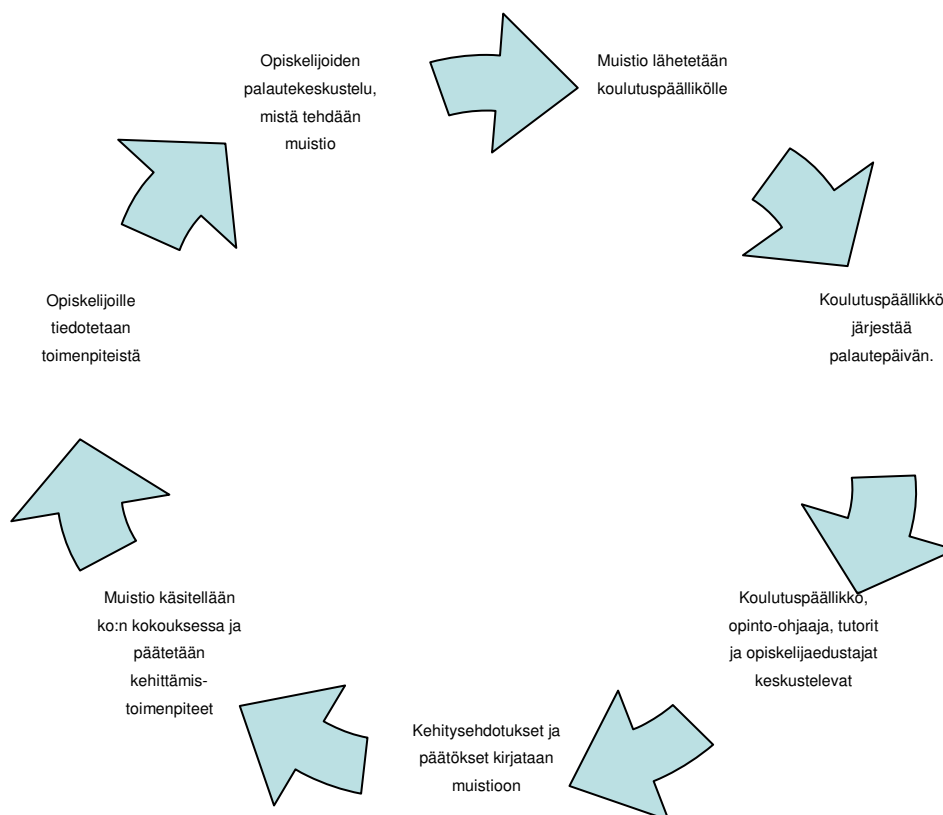 Opiskelijoiden
palautekeskustelu,
mistä tehdään
muistio
Muistio lähetetään
koulutuspäällikölle
Koulutuspäällikkö
järjestää
palautepäivän.
Koulutuspäällikkö,
opinto-ohjaaja, tutorit
ja opiskelijaedustajat
keskustelevat
Kehitysehdotukset ja
päätökset kirjataan
muistioon
Muistio käsitellään
ko:n kokouksessa ja
päätetään
kehittämis-
toimenpiteet
Opiskelijoille
tiedotetaan
toimenpiteistä